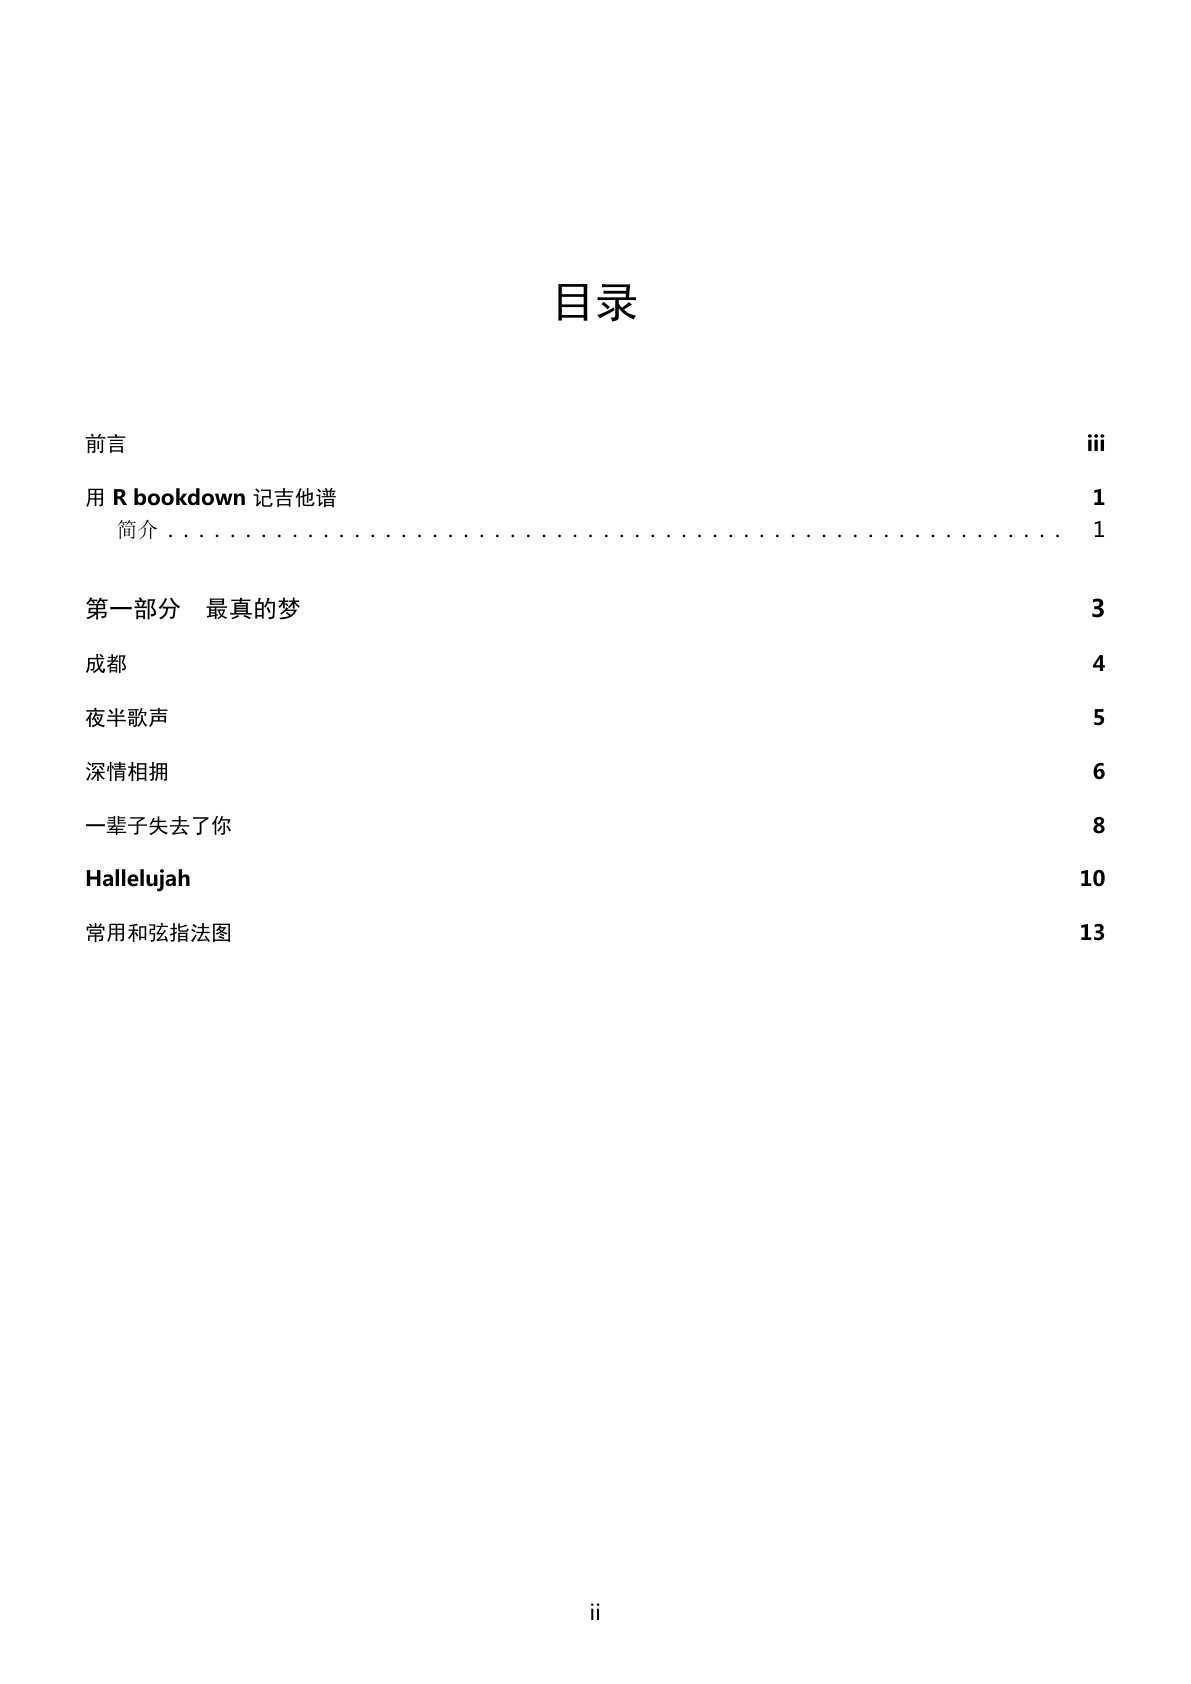 目录
前言 iii
用 R bookdown 记吉他谱 1
简介 . . . . . . . . . . . . . . . . . . . . . . . . . . . . . . . . . . . . . . . . . . . . . . . . . . . . . . . . . . 1
第一部分 最真的梦 3
成都 4
夜半歌声 5
深情相拥 6
一辈子失去了你 8
Hallelujah 10
常用和弦指法图 13
ii